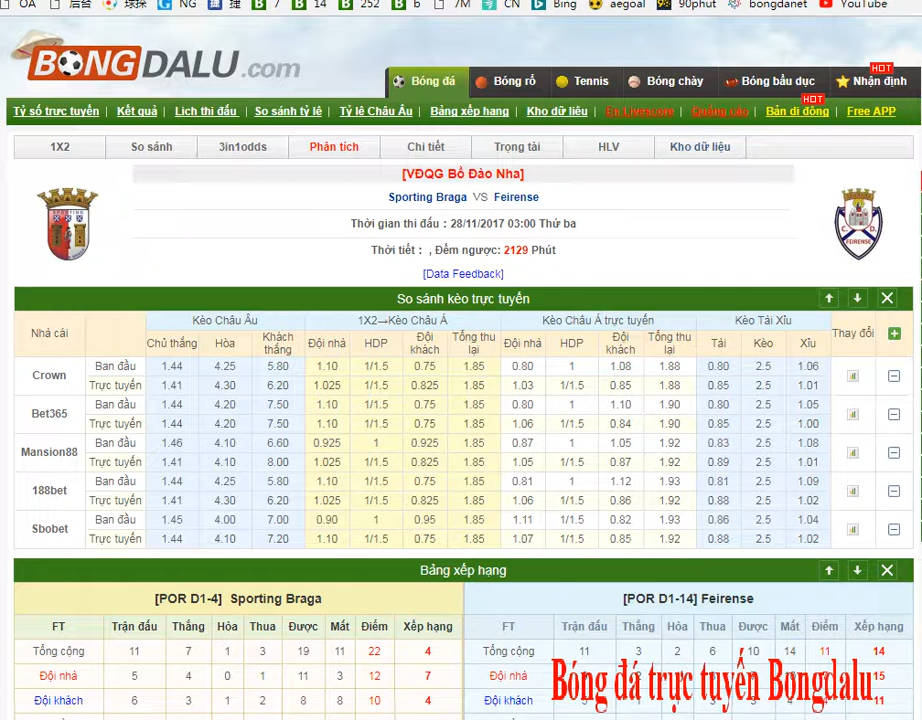 OA 后台 球探 G NG 捷 捷 B 7 B 14 B 252 B b 7M CN Bing aegoal 90phut bongdanet YouTube
BONGDALU.com
HOT
Bóng đá Bóng rổ Tennis Bóng chày Bóng bầu dục Nhận định
HOT
Tỷ số trực tuyến | Kết quả | Lịch thi đấu | So sánh tỷ lệ | Tỷ lệ Châu Âu | Bảng xếp hạng | Kho dữ liệu | En Livescore | Quảng cáo | Bản di động | Free APP
1X2 So sánh 3in1odds Phân tích Chi tiết Trọng tài HLV Kho dữ liệu
[VĐQG Bồ Đào Nha]
Sporting Braga VS Feirense
Thời gian thi đấu : 28/11/2017 03:00 Thứ ba
Thời tiết : , Đếm ngược: 2129 Phút
[Data Feedback]
So sánh kèo trực tuyến
Nhà cái Kèo Châu Âu 1X2→Kèo Châu Á Kèo Châu Á trực tuyến Kèo Tài Xỉu Thay đổi
Chủ thắng Hòa Khách thắng Đội nhà HDP Đội khách Tổng thu lại Đội nhà HDP Đội khách Tổng thu lại Tài Kèo Xỉu
Crown Ban đầu 1.44 4.25 5.80 1.10 1/1.5 0.75 1.85 0.80 1 1.08 1.88 0.80 2.5 1.06
Trực tuyến 1.41 4.30 6.20 1.025 1/1.5 0.825 1.85 1.03 1/1.5 0.85 1.88 0.85 2.5 1.01
Bet365 Ban đầu 1.44 4.20 7.50 1.10 1/1.5 0.75 1.85 0.80 1 1.10 1.90 0.80 2.5 1.05
Trực tuyến 1.44 4.20 7.50 1.10 1/1.5 0.75 1.85 1.06 1/1.5 0.84 1.90 0.85 2.5 1.00
Mansion88 Ban đầu 1.46 4.10 6.60 0.925 1 0.925 1.85 0.87 1 1.05 1.92 0.83 2.5 1.08
Trực tuyến 1.41 4.10 8.00 1.025 1/1.5 0.825 1.85 1.05 1/1.5 0.87 1.92 0.89 2.5 1.01
188bet Ban đầu 1.44 4.25 5.80 1.10 1/1.5 0.75 1.85 0.81 1 1.12 1.93 0.81 2.5 1.09
Trực tuyến 1.41 4.30 6.20 1.025 1/1.5 0.825 1.85 1.06 1/1.5 0.86 1.92 0.88 2.5 1.02
Sbobet Ban đầu 1.45 4.00 7.00 0.90 1 0.95 1.85 1.11 1/1.5 0.82 1.93 0.86 2.5 1.04
Trực tuyến 1.44 4.10 7.20 1.10 1/1.5 0.75 1.85 1.07 1/1.5 0.85 1.92 0.88 2.5 1.02
Bảng xếp hạng
[POR D1-4] Sporting Braga [POR D1-14] Feirense
FT Trận đấu Thắng Hòa Thua Được Mất Điểm Xếp hạng FT Trận đấu Thắng Hòa Thua Được Mất Điểm Xếp hạng
Tổng cộng 11 7 1 3 19 11 22 4 Tổng cộng 11 3 2 6 10 14 11 14
Đội nhà 5 4 0 1 11 3 12 7 Đội nhà 15
Đội khách 6 3 1 2 8 8 10 4 Đội khách 11
Bóng đá trực tuyến Bongdalu